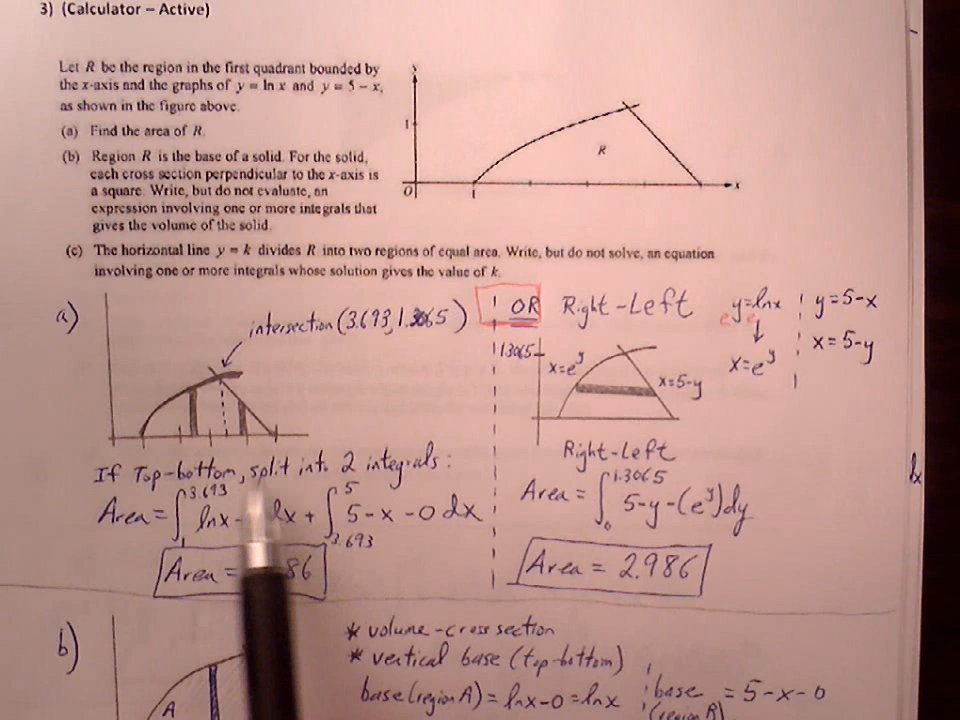 3) (Calculator – Active)
Let R be the region in the first quadrant bounded by
the x-axis and the graphs of y = ln x and y = 5 − x,
as shown in the figure above.
(a) Find the area of R.
(b) Region R is the base of a solid. For the solid,
each cross section perpendicular to the x-axis is
a square. Write, but do not evaluate, an
expression involving one or more integrals that
gives the volume of the solid.
(c) The horizontal line y = k divides R into two regions of equal area. Write, but do not solve, an equation
involving one or more integrals whose solution gives the value of k.
y
1
R
O
1
x
a)
intersection (3.693, 1.3065)
OR Right-Left
y=lnx
e e
x=e^y
y=5-x
x=5-y
1.3065
x=e^y
x=5-y
If Top-bottom, split into 2 integrals:
Area = ∫_1^3.693 lnx - dx + ∫_3.693^5 5-x-0 dx
Area = 86
Right-Left
Area = ∫_0^1.3065 5-y-(e^y)dy
Area = 2.986
b)
A
* volume-cross section
* vertical base (top-bottom)
base (region A) = lnx-0 = lnx
base = 5-x-0